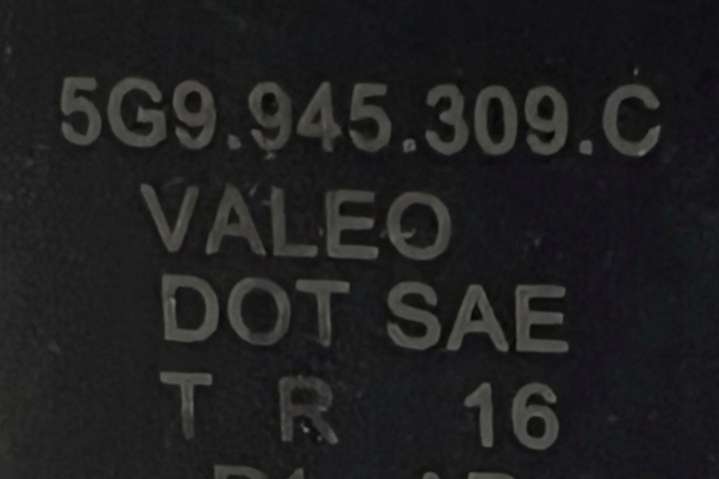 5G9.945.309.C
VALEO
DOT SAE
T R 16